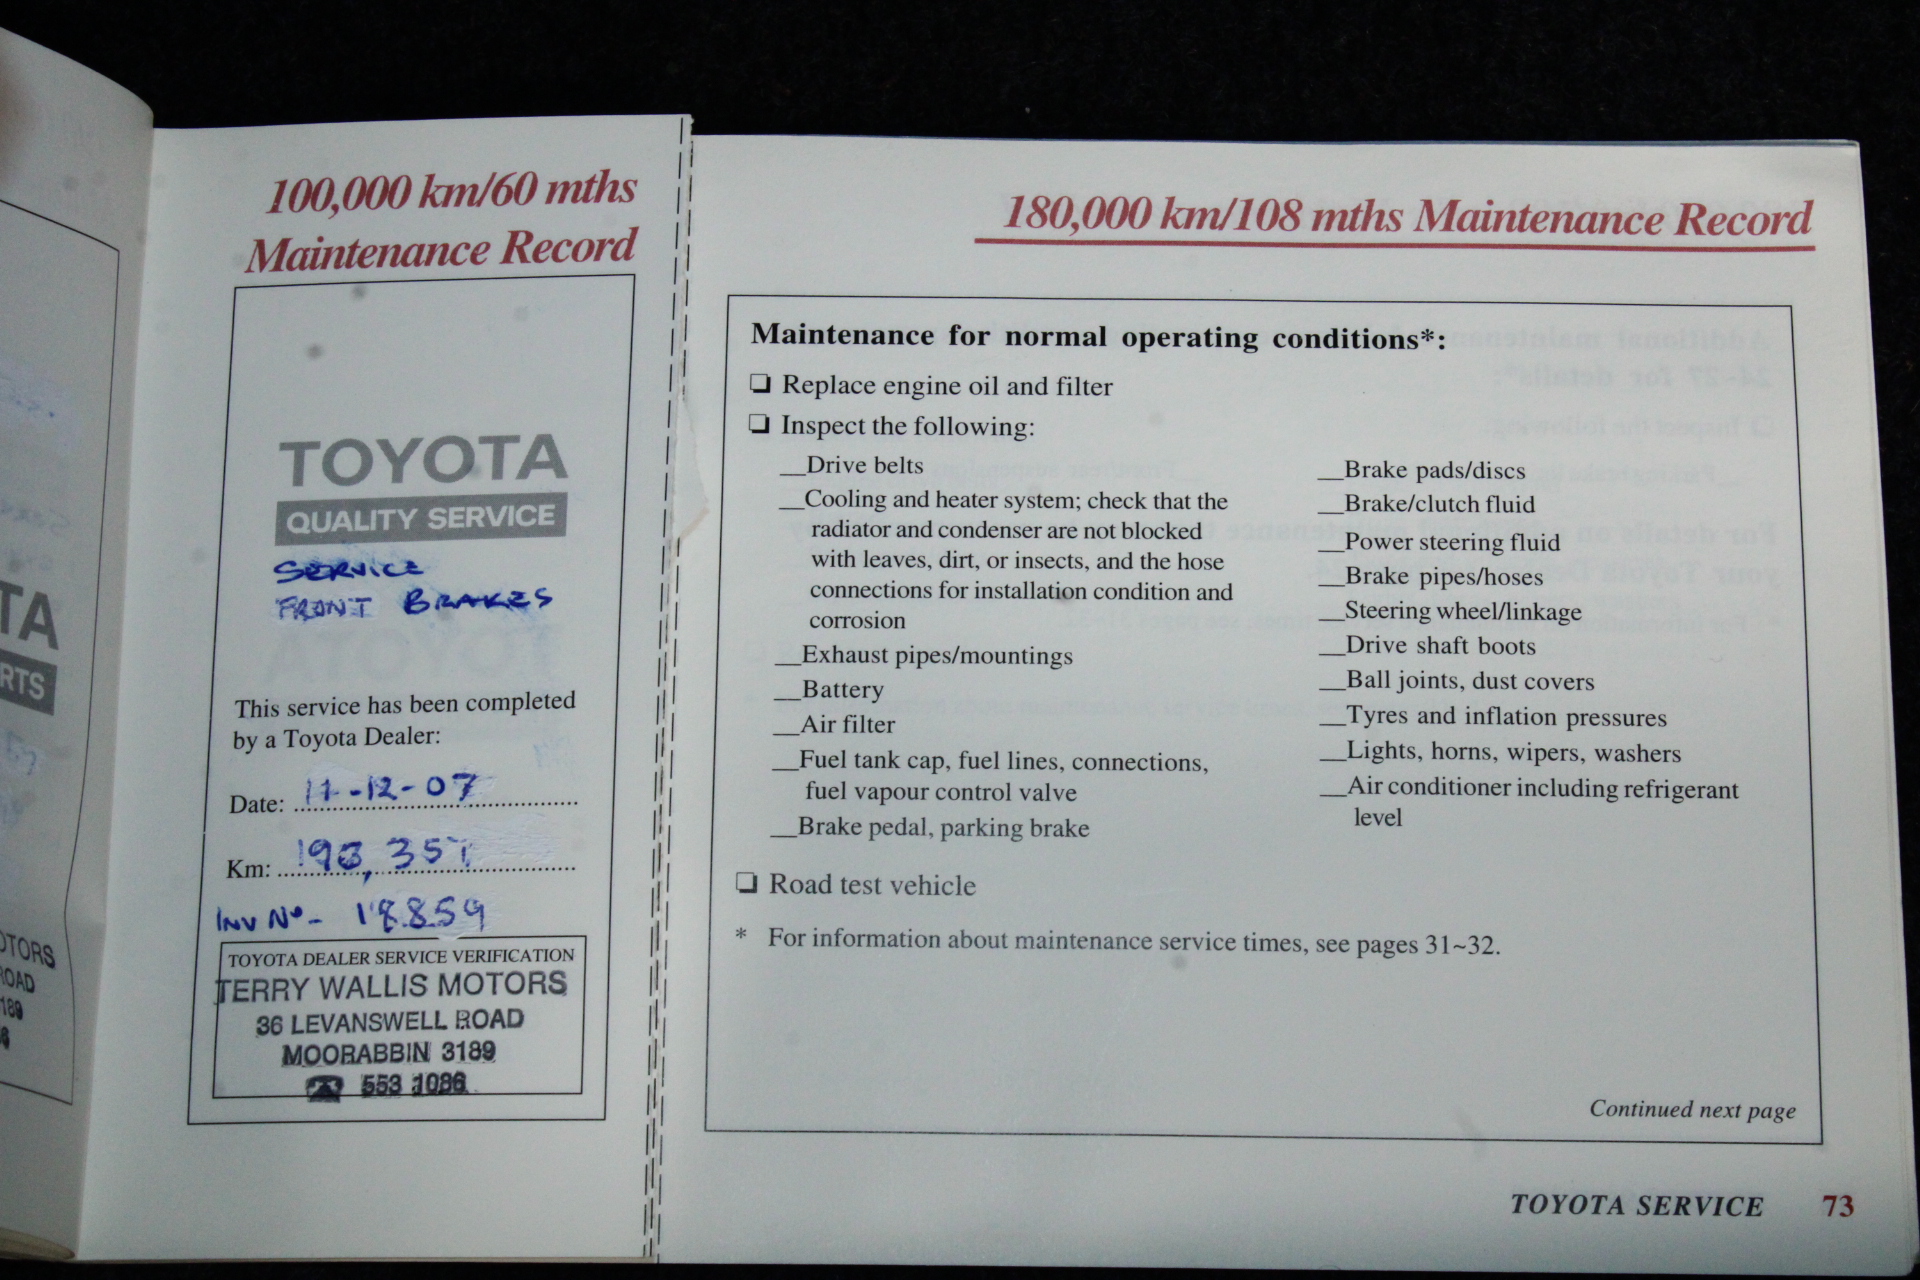 TA
RTS
OTORS
ROAD
189
100,000 km/60 mths
Maintenance Record
TOYOTA
QUALITY SERVICE
SERVICE
FRONT BRAKES
This service has been completed
by a Toyota Dealer:
Date: 11-12-07
Km: 193,351
INV No- 18859
TOYOTA DEALER SERVICE VERIFICATION
TERRY WALLIS MOTORS
36 LEVANSWELL ROAD
MOORABBIN 3189
☎ 553 1086
180,000 km/108 mths Maintenance Record
Maintenance for normal operating conditions*:
❑ Replace engine oil and filter
❑ Inspect the following:
__Drive belts
__Cooling and heater system; check that the
radiator and condenser are not blocked
with leaves, dirt, or insects, and the hose
connections for installation condition and
corrosion
__Exhaust pipes/mountings
__Battery
__Air filter
__Fuel tank cap, fuel lines, connections,
fuel vapour control valve
__Brake pedal, parking brake
__Brake pads/discs
__Brake/clutch fluid
__Power steering fluid
__Brake pipes/hoses
__Steering wheel/linkage
__Drive shaft boots
__Ball joints, dust covers
__Tyres and inflation pressures
__Lights, horns, wipers, washers
__Air conditioner including refrigerant
level
❑ Road test vehicle
* For information about maintenance service times, see pages 31~32.
Continued next page
TOYOTA SERVICE 73